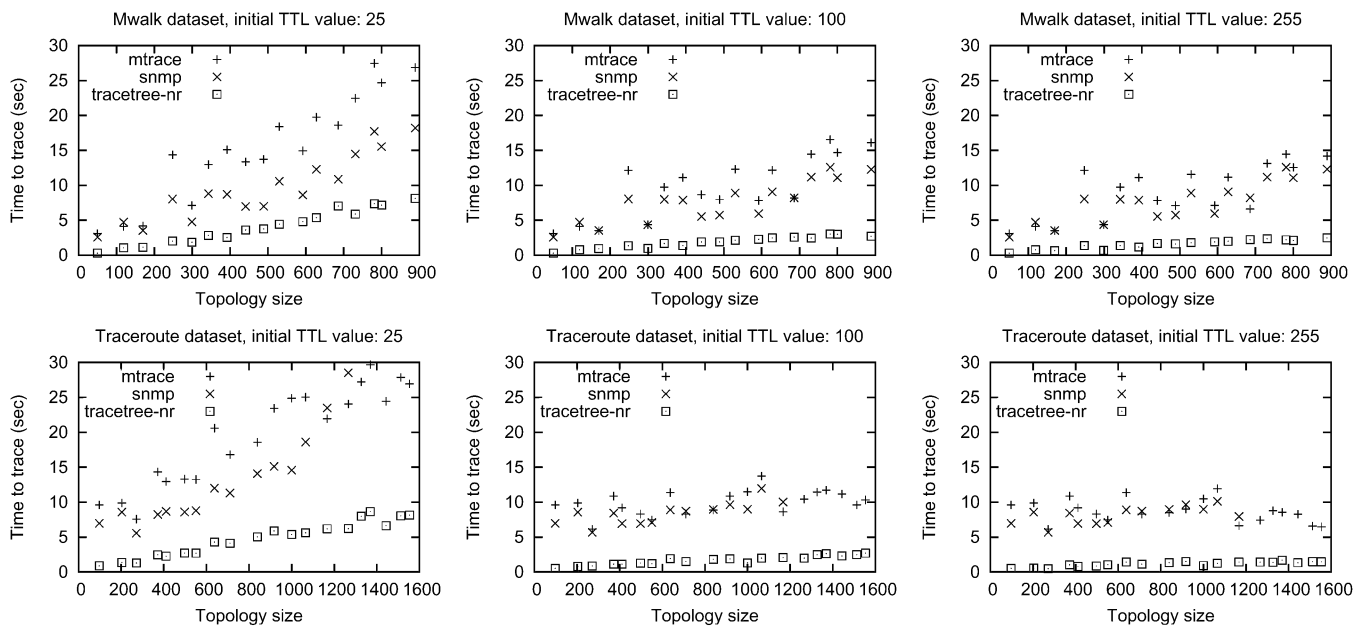 Mwalk dataset, initial TTL value: 25
30
25
20
15
10
5
0
Time to trace (sec)
mtrace
snmp
tracetree-nr
0 100 200 300 400 500 600 700 800 900
Topology size
Mwalk dataset, initial TTL value: 100
30
25
20
15
10
5
0
Time to trace (sec)
mtrace
snmp
tracetree-nr
0 100 200 300 400 500 600 700 800 900
Topology size
Mwalk dataset, initial TTL value: 255
30
25
20
15
10
5
0
Time to trace (sec)
mtrace
snmp
tracetree-nr
0 100 200 300 400 500 600 700 800 900
Topology size
Traceroute dataset, initial TTL value: 25
30
25
20
15
10
5
0
Time to trace (sec)
mtrace
snmp
tracetree-nr
0 200 400 600 800 1000 1200 1400 1600
Topology size
Traceroute dataset, initial TTL value: 100
30
25
20
15
10
5
0
Time to trace (sec)
mtrace
snmp
tracetree-nr
0 200 400 600 800 1000 1200 1400 1600
Topology size
Traceroute dataset, initial TTL value: 255
30
25
20
15
10
5
0
Time to trace (sec)
mtrace
snmp
tracetree-nr
0 200 400 600 800 1000 1200 1400 1600
Topology size